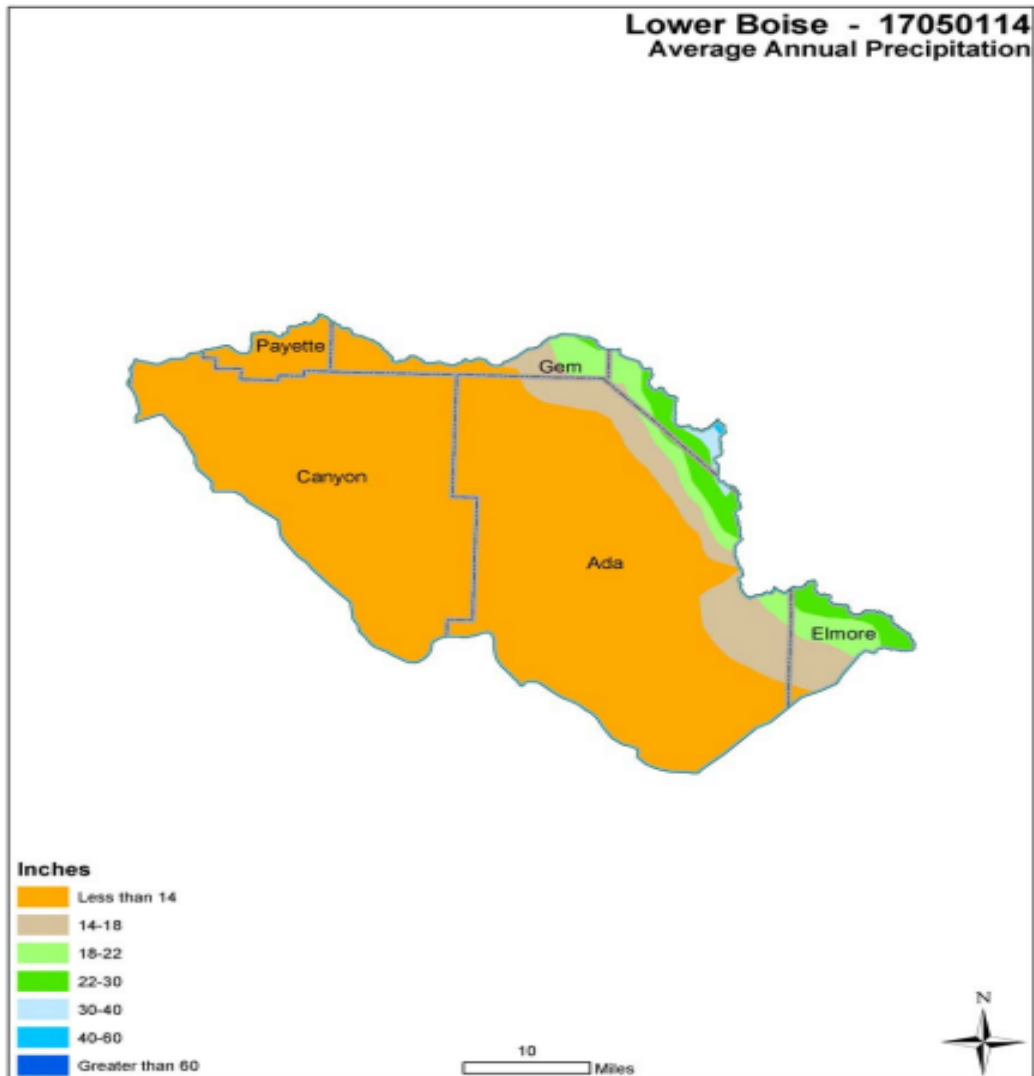 Lower Boise - 17050114
Average Annual Precipitation
Payette
Gem
Canyon
Ada
Elmore
Inches
Less than 14
14-18
18-22
22-30
30-40
40-60
Greater than 60
10
Miles
N